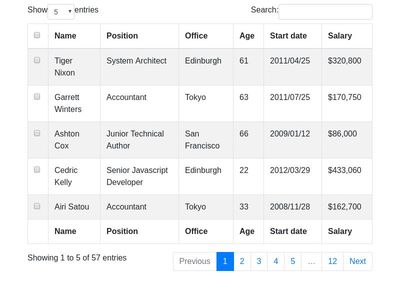 Show 5 entries Search:
Name Position Office Age Start date Salary
Tiger Nixon System Architect Edinburgh 61 2011/04/25 $320,800
Garrett Winters Accountant Tokyo 63 2011/07/25 $170,750
Ashton Cox Junior Technical Author San Francisco 66 2009/01/12 $86,000
Cedric Kelly Senior Javascript Developer Edinburgh 22 2012/03/29 $433,060
Airi Satou Accountant Tokyo 33 2008/11/28 $162,700
Name Position Office Age Start date Salary
Showing 1 to 5 of 57 entries Previous 1 2 3 4 5 … 12 Next